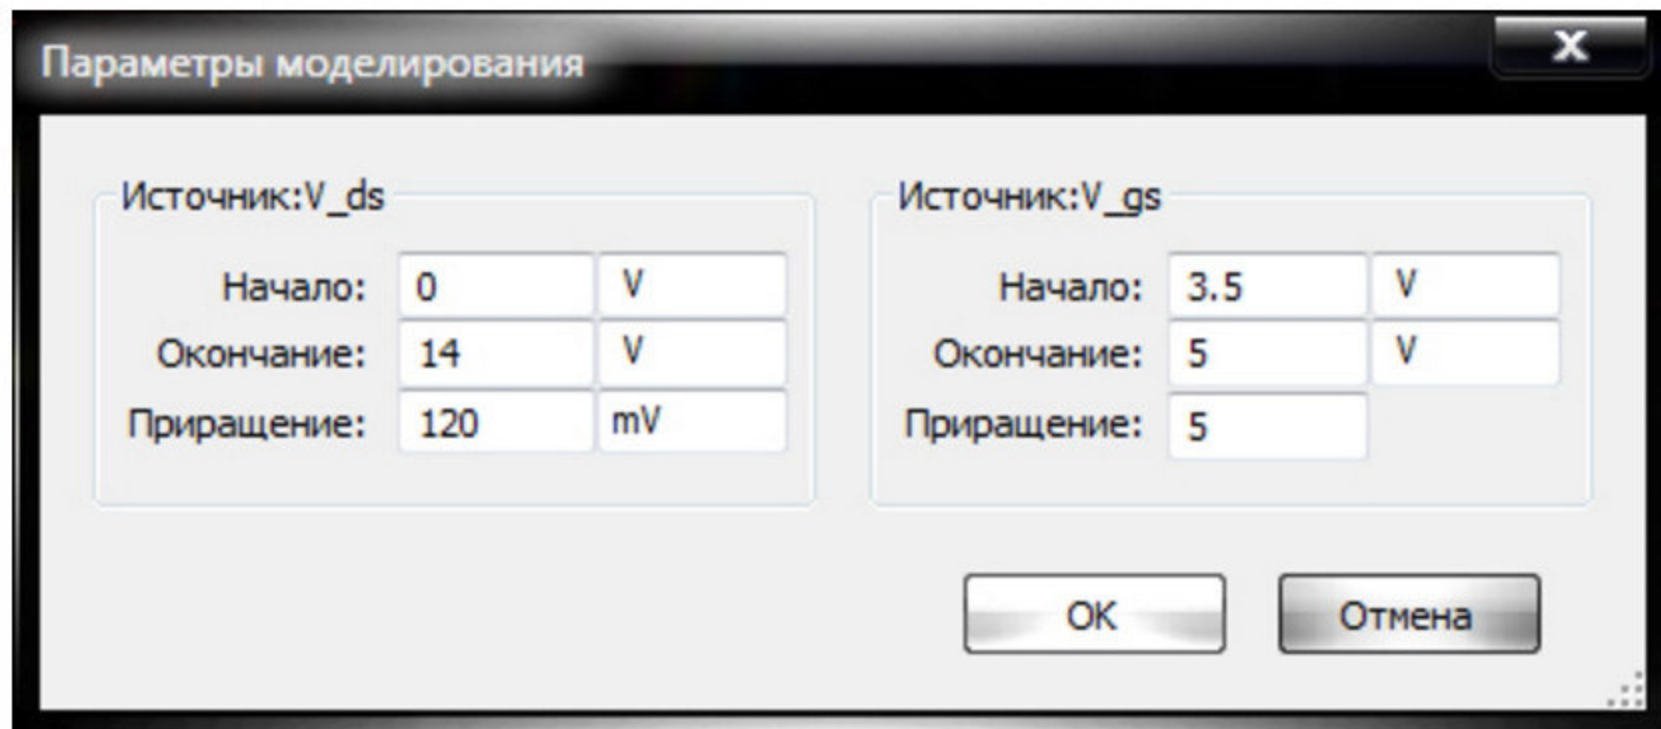 Параметры моделирования
Источник:V_ds
Начало: 0 V
Окончание: 14 V
Приращение: 120 mV
Источник:V_gs
Начало: 3.5 V
Окончание: 5 V
Приращение: 5
OK
Отмена